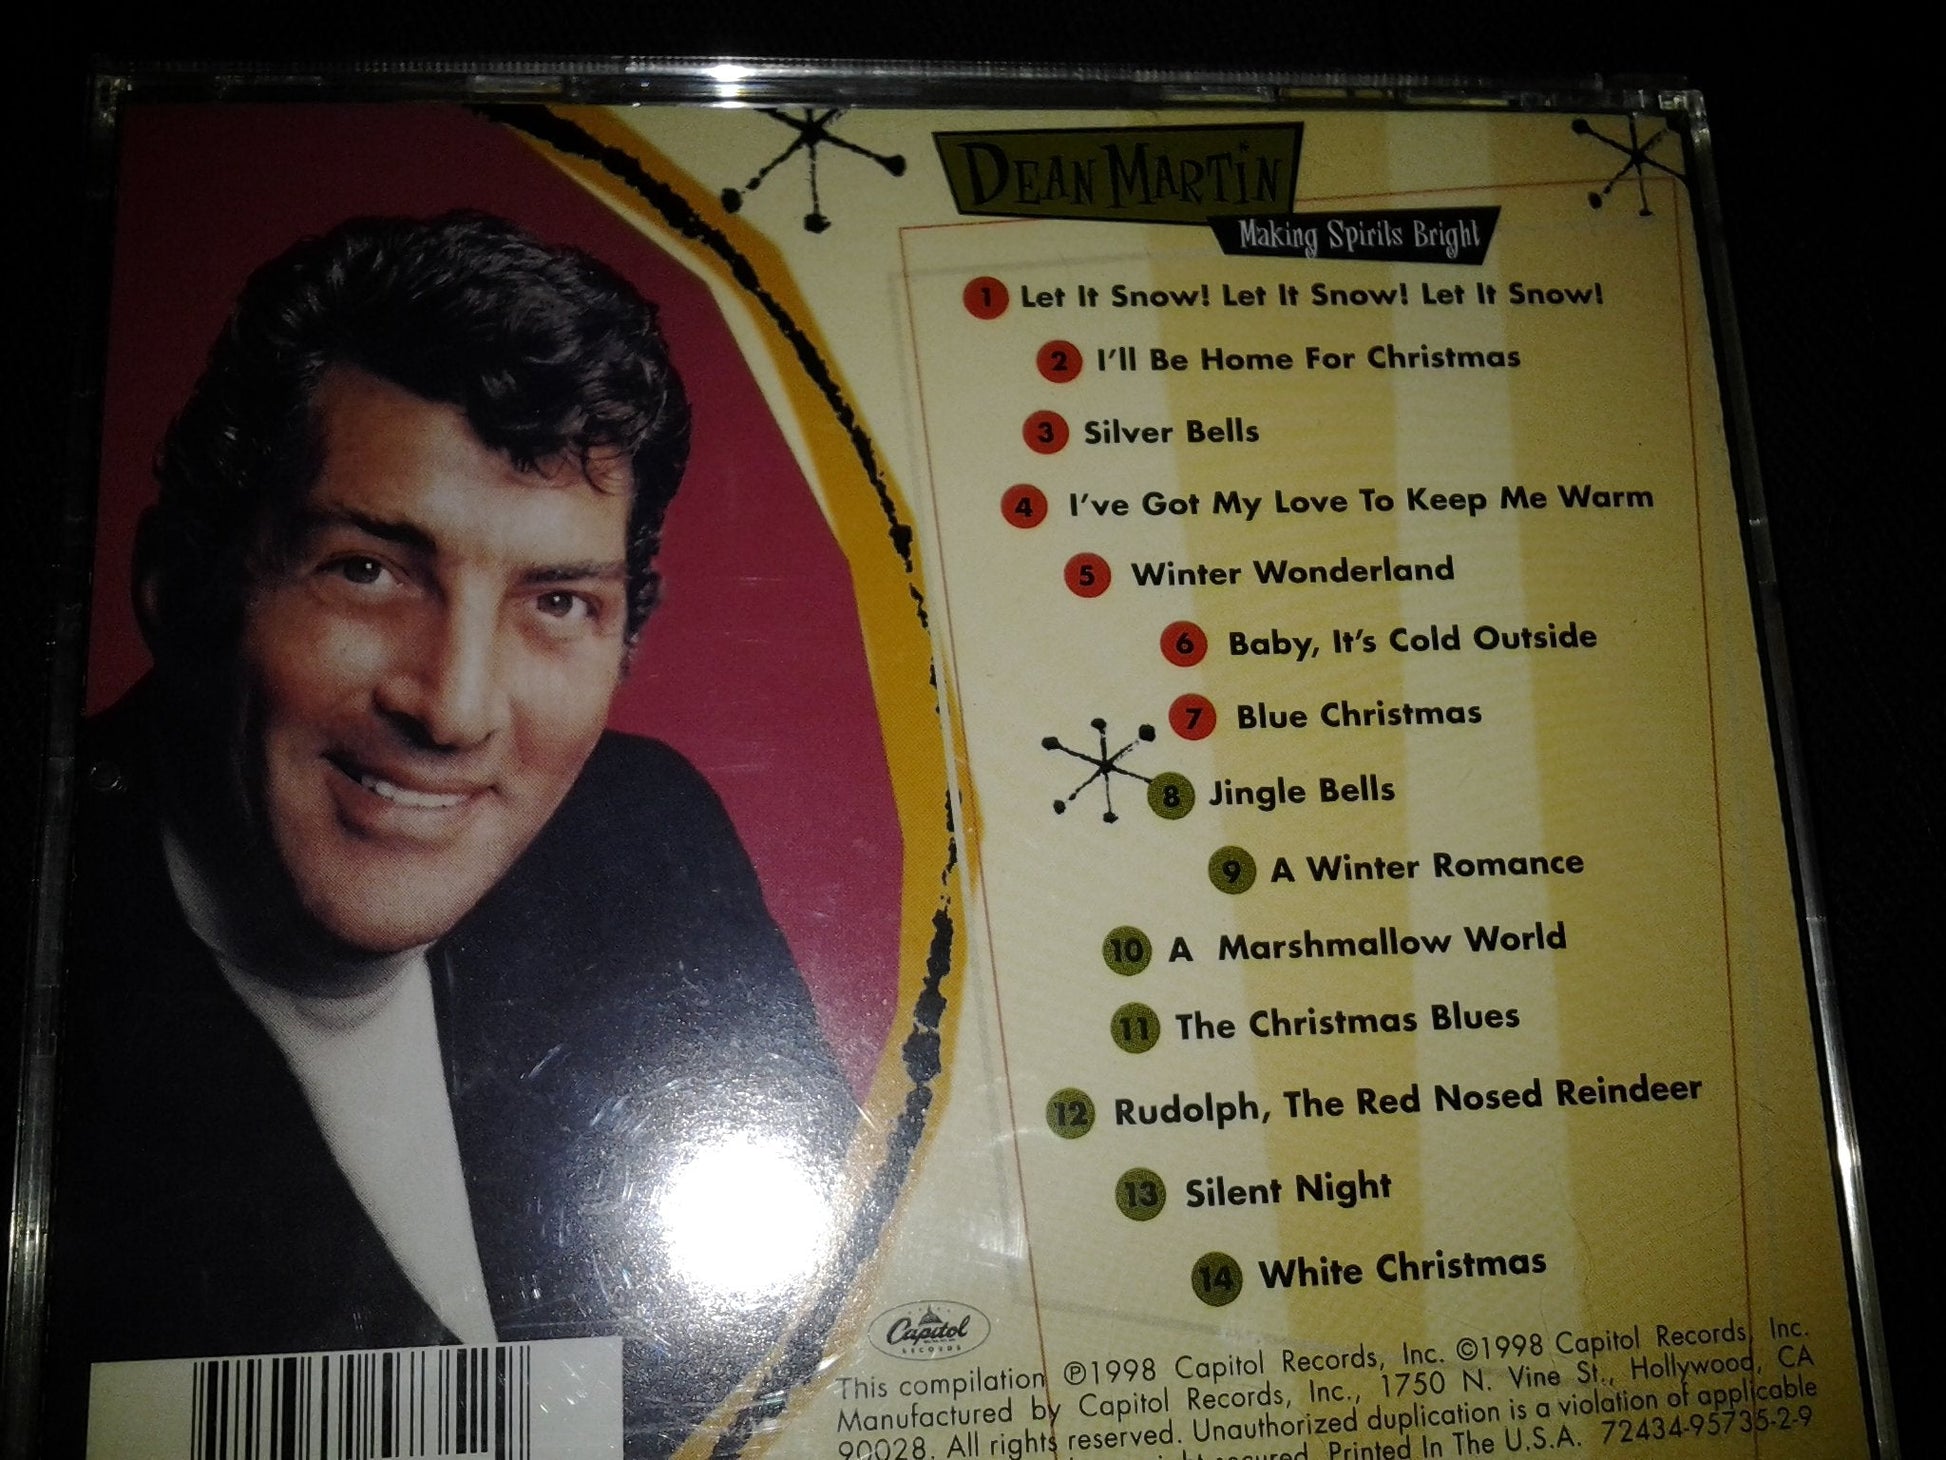 DEAN MARTIN
Making Spirits Bright
1 Let It Snow! Let It Snow! Let It Snow!
2 I'll Be Home For Christmas
3 Silver Bells
4 I've Got My Love To Keep Me Warm
5 Winter Wonderland
6 Baby, It's Cold Outside
7 Blue Christmas
8 Jingle Bells
9 A Winter Romance
10 A Marshmallow World
11 The Christmas Blues
12 Rudolph, The Red Nosed Reindeer
13 Silent Night
14 White Christmas
Capitol
RECORDS
This compilation ℗1998 Capitol Records, Inc. ©1998 Capitol Records, Inc.
Manufactured by Capitol Records, Inc., 1750 N. Vine St., Hollywood, CA
90028. All rights reserved. Unauthorized duplication is a violation of applicable
secured. Printed In The U.S.A. 72434-95735-2-9